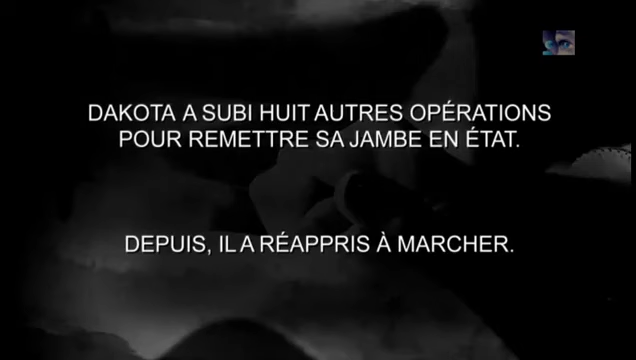 DAKOTA A SUBI HUIT AUTRES OPÉRATIONS
POUR REMETTRE SA JAMBE EN ÉTAT.
DEPUIS, IL A RÉAPPRIS À MARCHER.